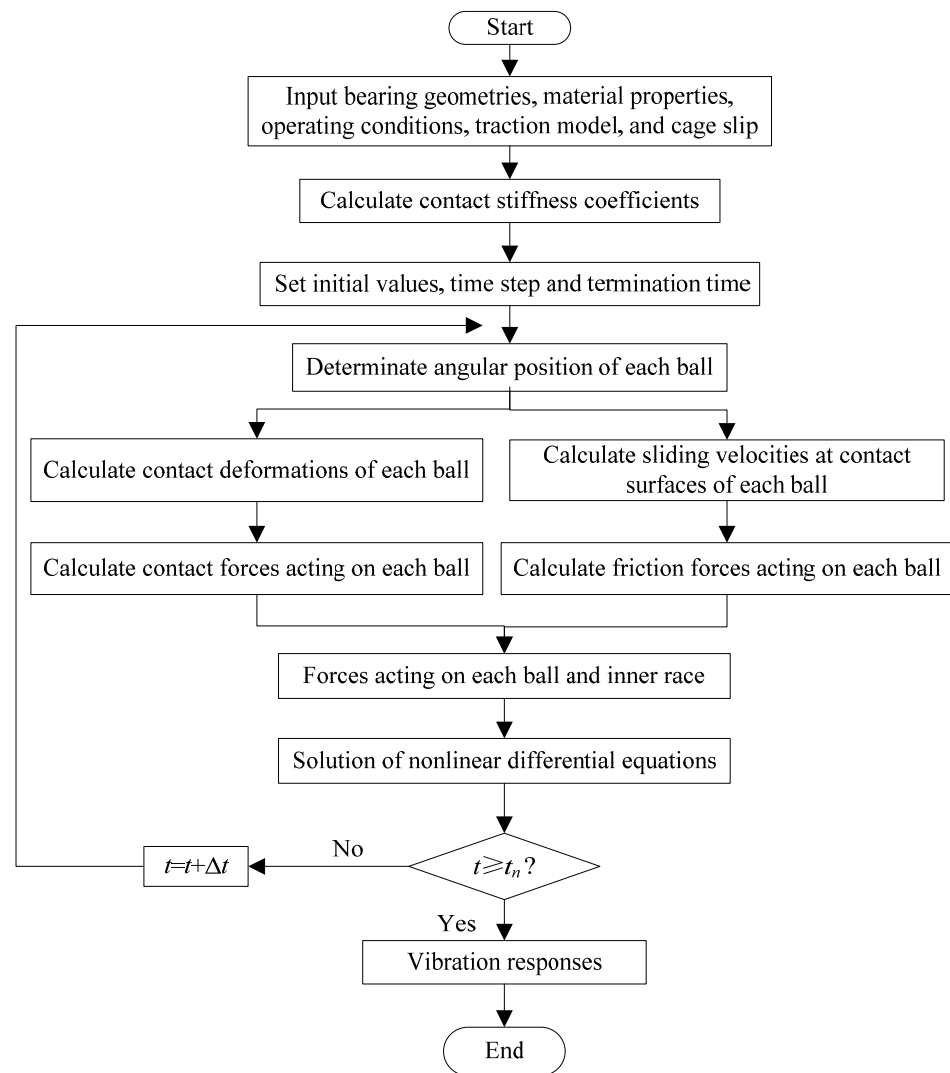 Start
Input bearing geometries, material properties,
operating conditions, traction model, and cage slip
Calculate contact stiffness coefficients
Set initial values, time step and termination time
Determinate angular position of each ball
Calculate contact deformations of each ball
Calculate sliding velocities at contact
surfaces of each ball
Calculate contact forces acting on each ball
Calculate friction forces acting on each ball
Forces acting on each ball and inner race
Solution of nonlinear differential equations
t=t+Δt
No
t⩾tₙ?
Yes
Vibration responses
End